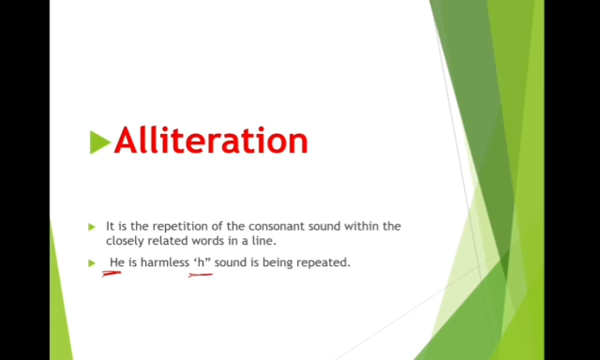 Alliteration
It is the repetition of the consonant sound within the
closely related words in a line.
He is harmless ‘h” sound is being repeated.